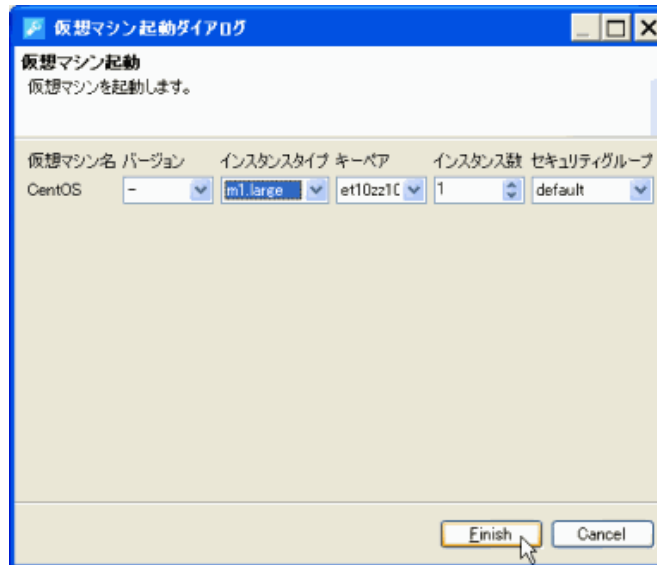 仮想マシン起動ダイアログ
仮想マシン起動
仮想マシンを起動します。
仮想マシン名 バージョン インスタンスタイプ キーペア インスタンス数 セキュリティグループ
CentOS - m1.large et10zz10 1 default
Finish Cancel